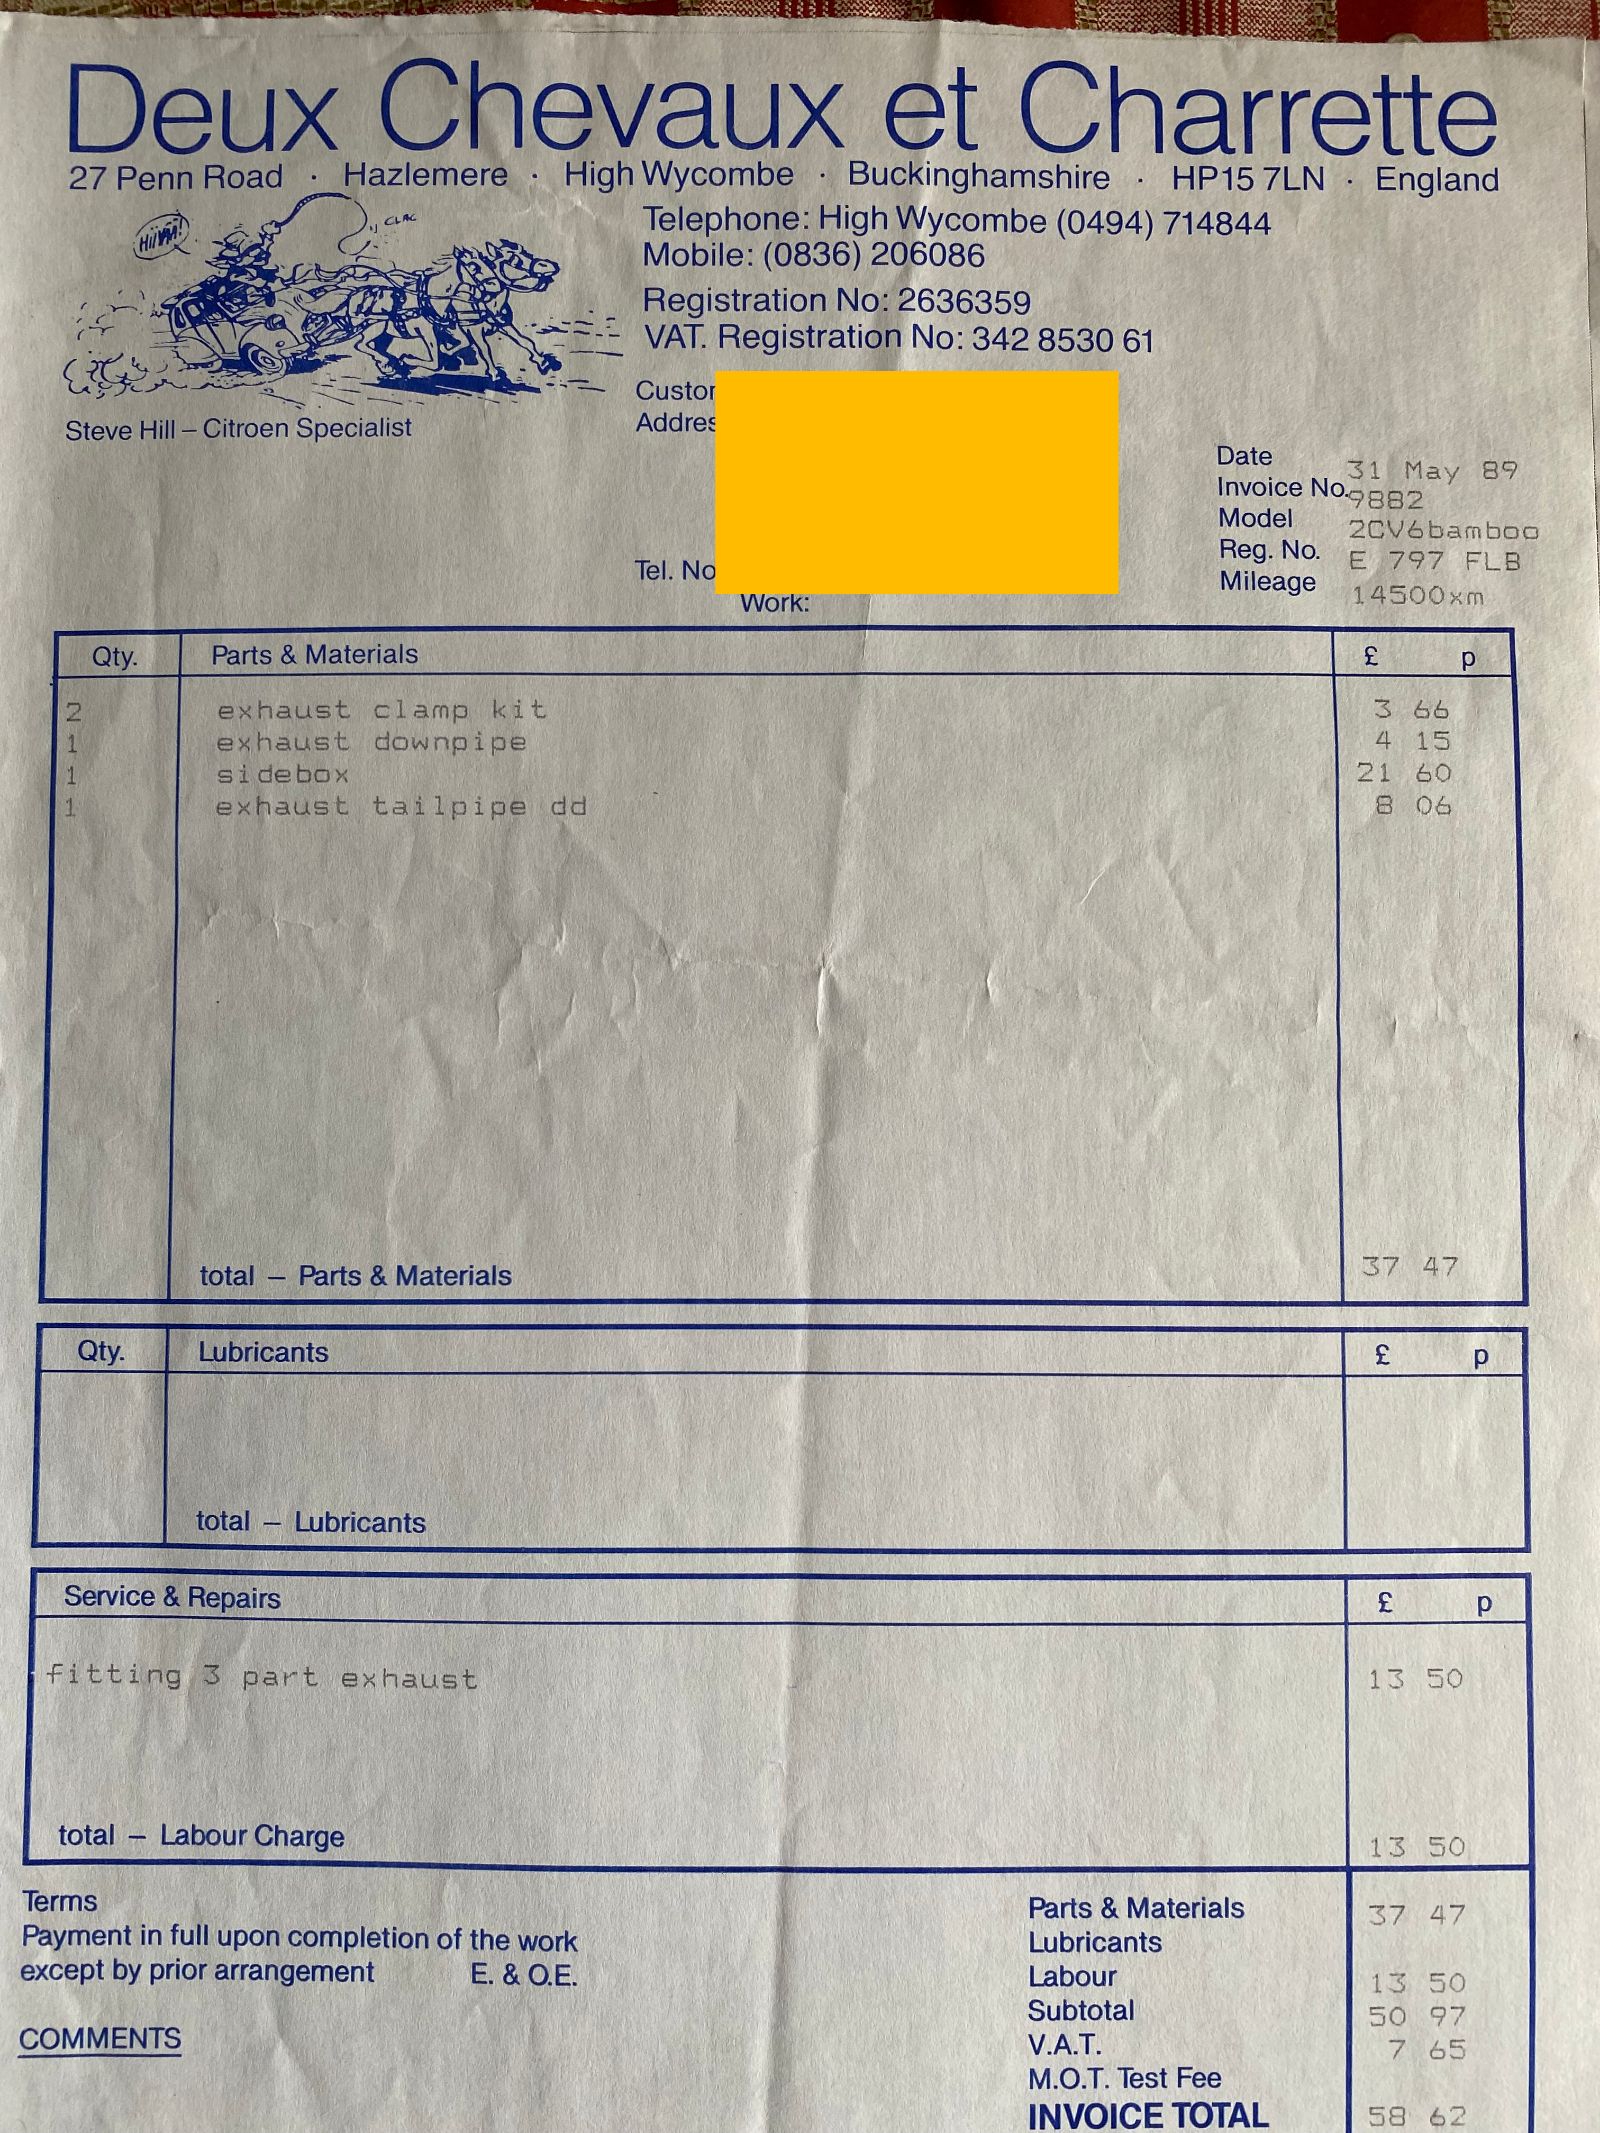 Deux Chevaux et Charrette
27 Penn Road · Hazlemere · High Wycombe · Buckinghamshire · HP15 7LN · England
CLAC
Telephone: High Wycombe (0494) 714844
Mobile: (0836) 206086
Registration No: 2636359
VAT. Registration No: 342 8530 61
Steve Hill – Citroen Specialist
Custo
Addres
Date 31 May 89
Invoice No. 9882
Model 2CV6bamboo
Reg. No. E 797 FLB
Mileage 14500xm
Tel. No
Work:
Qty. Parts & Materials £ p
2 exhaust clamp kit 3 66
1 exhaust downpipe 4 15
1 sidebox 21 60
1 exhaust tailpipe dd 8 06
total – Parts & Materials 37 47
Qty. Lubricants £ p
total – Lubricants
Service & Repairs £ p
fitting 3 part exhaust 13 50
total – Labour Charge 13 50
Terms
Payment in full upon completion of the work
except by prior arrangement E. & O.E.
COMMENTS
Parts & Materials 37 47
Lubricants
Labour 13 50
Subtotal 50 97
V.A.T. 7 65
M.O.T. Test Fee
INVOICE TOTAL 58 62